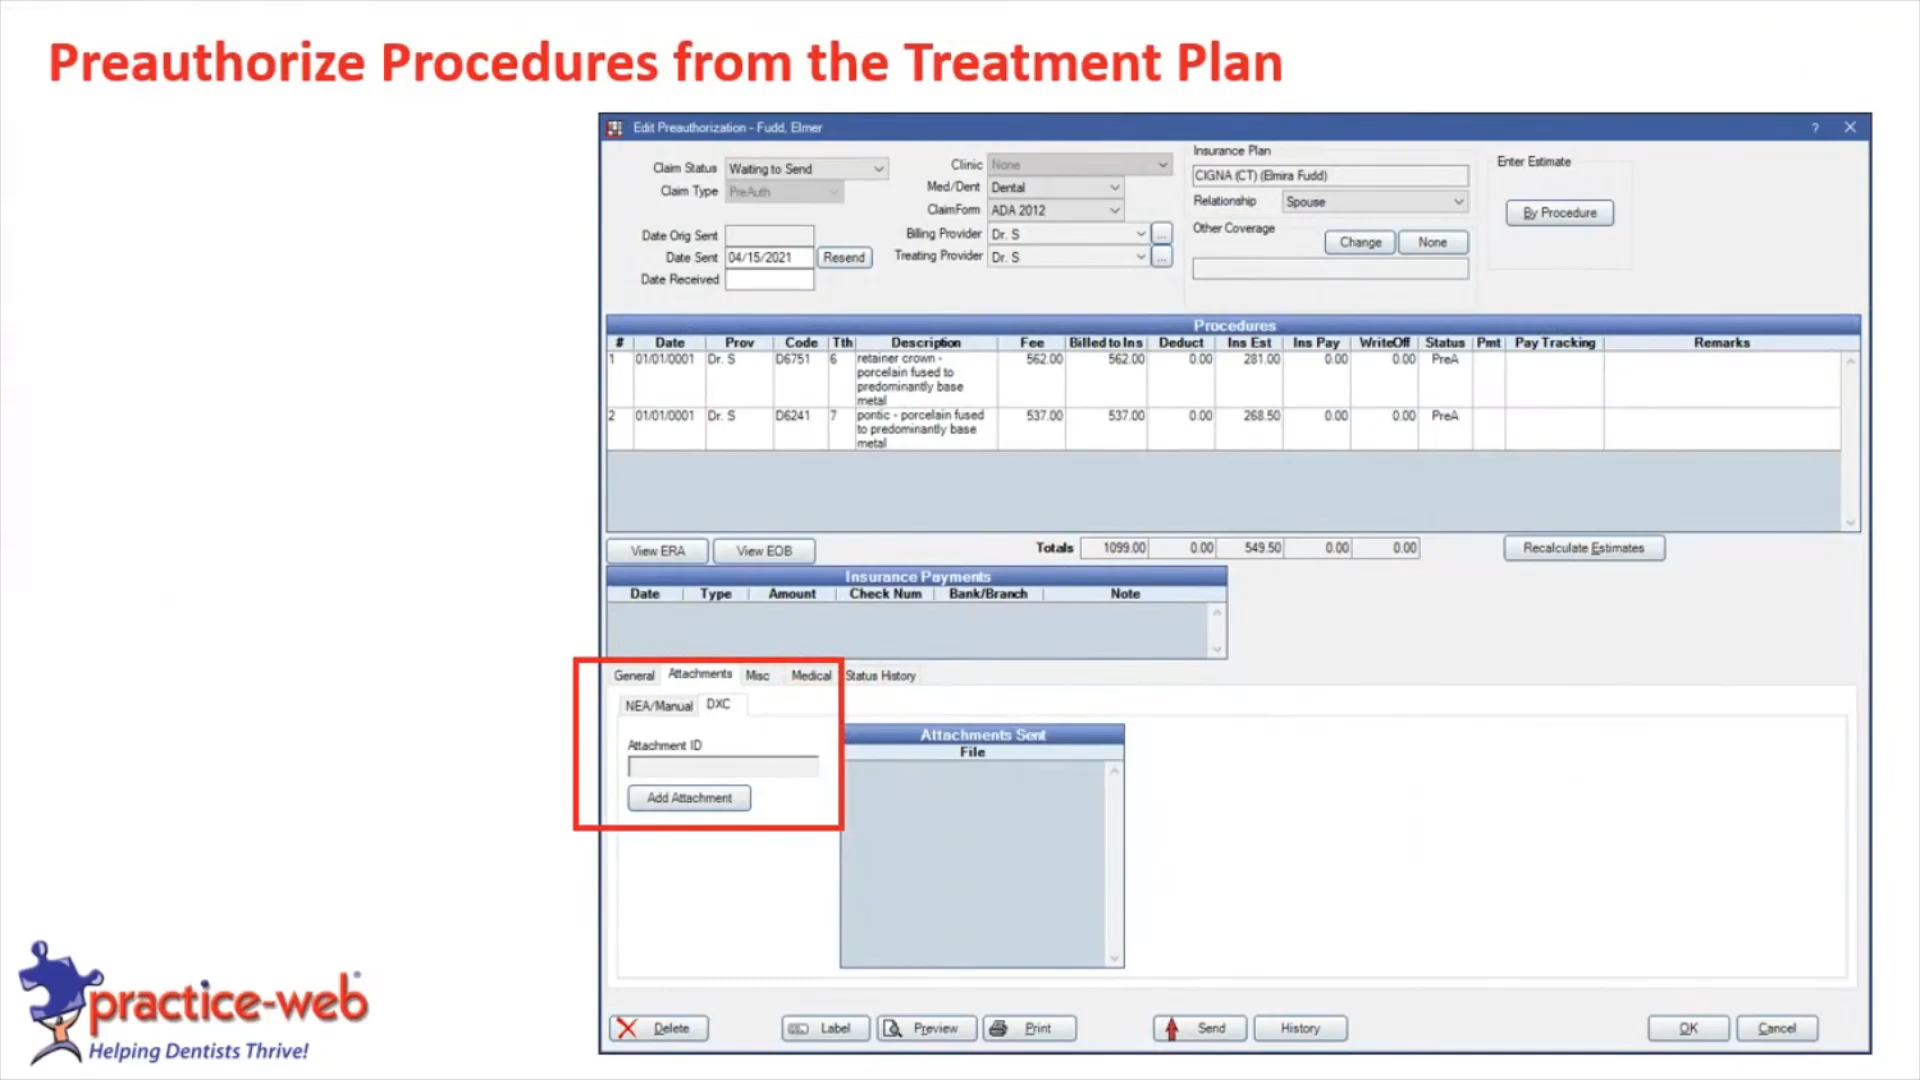 Preauthorize Procedures from the Treatment Plan
Edit Preauthorization - Fudd, Elmer
?
Claim Status Waiting to Send
Claim Type PreAuth
Date Orig Sent
Date Sent 04/15/2021 Resend
Date Received
Clinic None
Med/Dent Dental
ClaimForm ADA 2012
Billing Provider Dr. S ...
Treating Provider Dr. S ...
Insurance Plan
CIGNA (CT) (Elmira Fudd)
Relationship Spouse
Other Coverage
Change None
Enter Estimate
By Procedure
Procedures
# Date Prov Code Tth Description Fee Billed to Ins Deduct Ins Est Ins Pay WriteOff Status Pmt Pay Tracking Remarks
1 01/01/0001 Dr. S D6751 6 retainer crown - 562.00 562.00 0.00 281.00 0.00 0.00 PreA
porcelain fused to
predominantly base
metal
2 01/01/0001 Dr. S D6241 7 pontic - porcelain fused 537.00 537.00 0.00 268.50 0.00 0.00 PreA
to predominantly base
metal
View ERA View EOB Totals 1099.00 0.00 549.50 0.00 0.00 Recalculate Estimates
Insurance Payments
Date Type Amount Check Num Bank/Branch Note
General Attachments Misc Medical Status History
NEA/Manual DXC
Attachment ID
Add Attachment
Attachments Sent
File
Delete Label Preview Print Send History OK Cancel
practice-web
Helping Dentists Thrive!